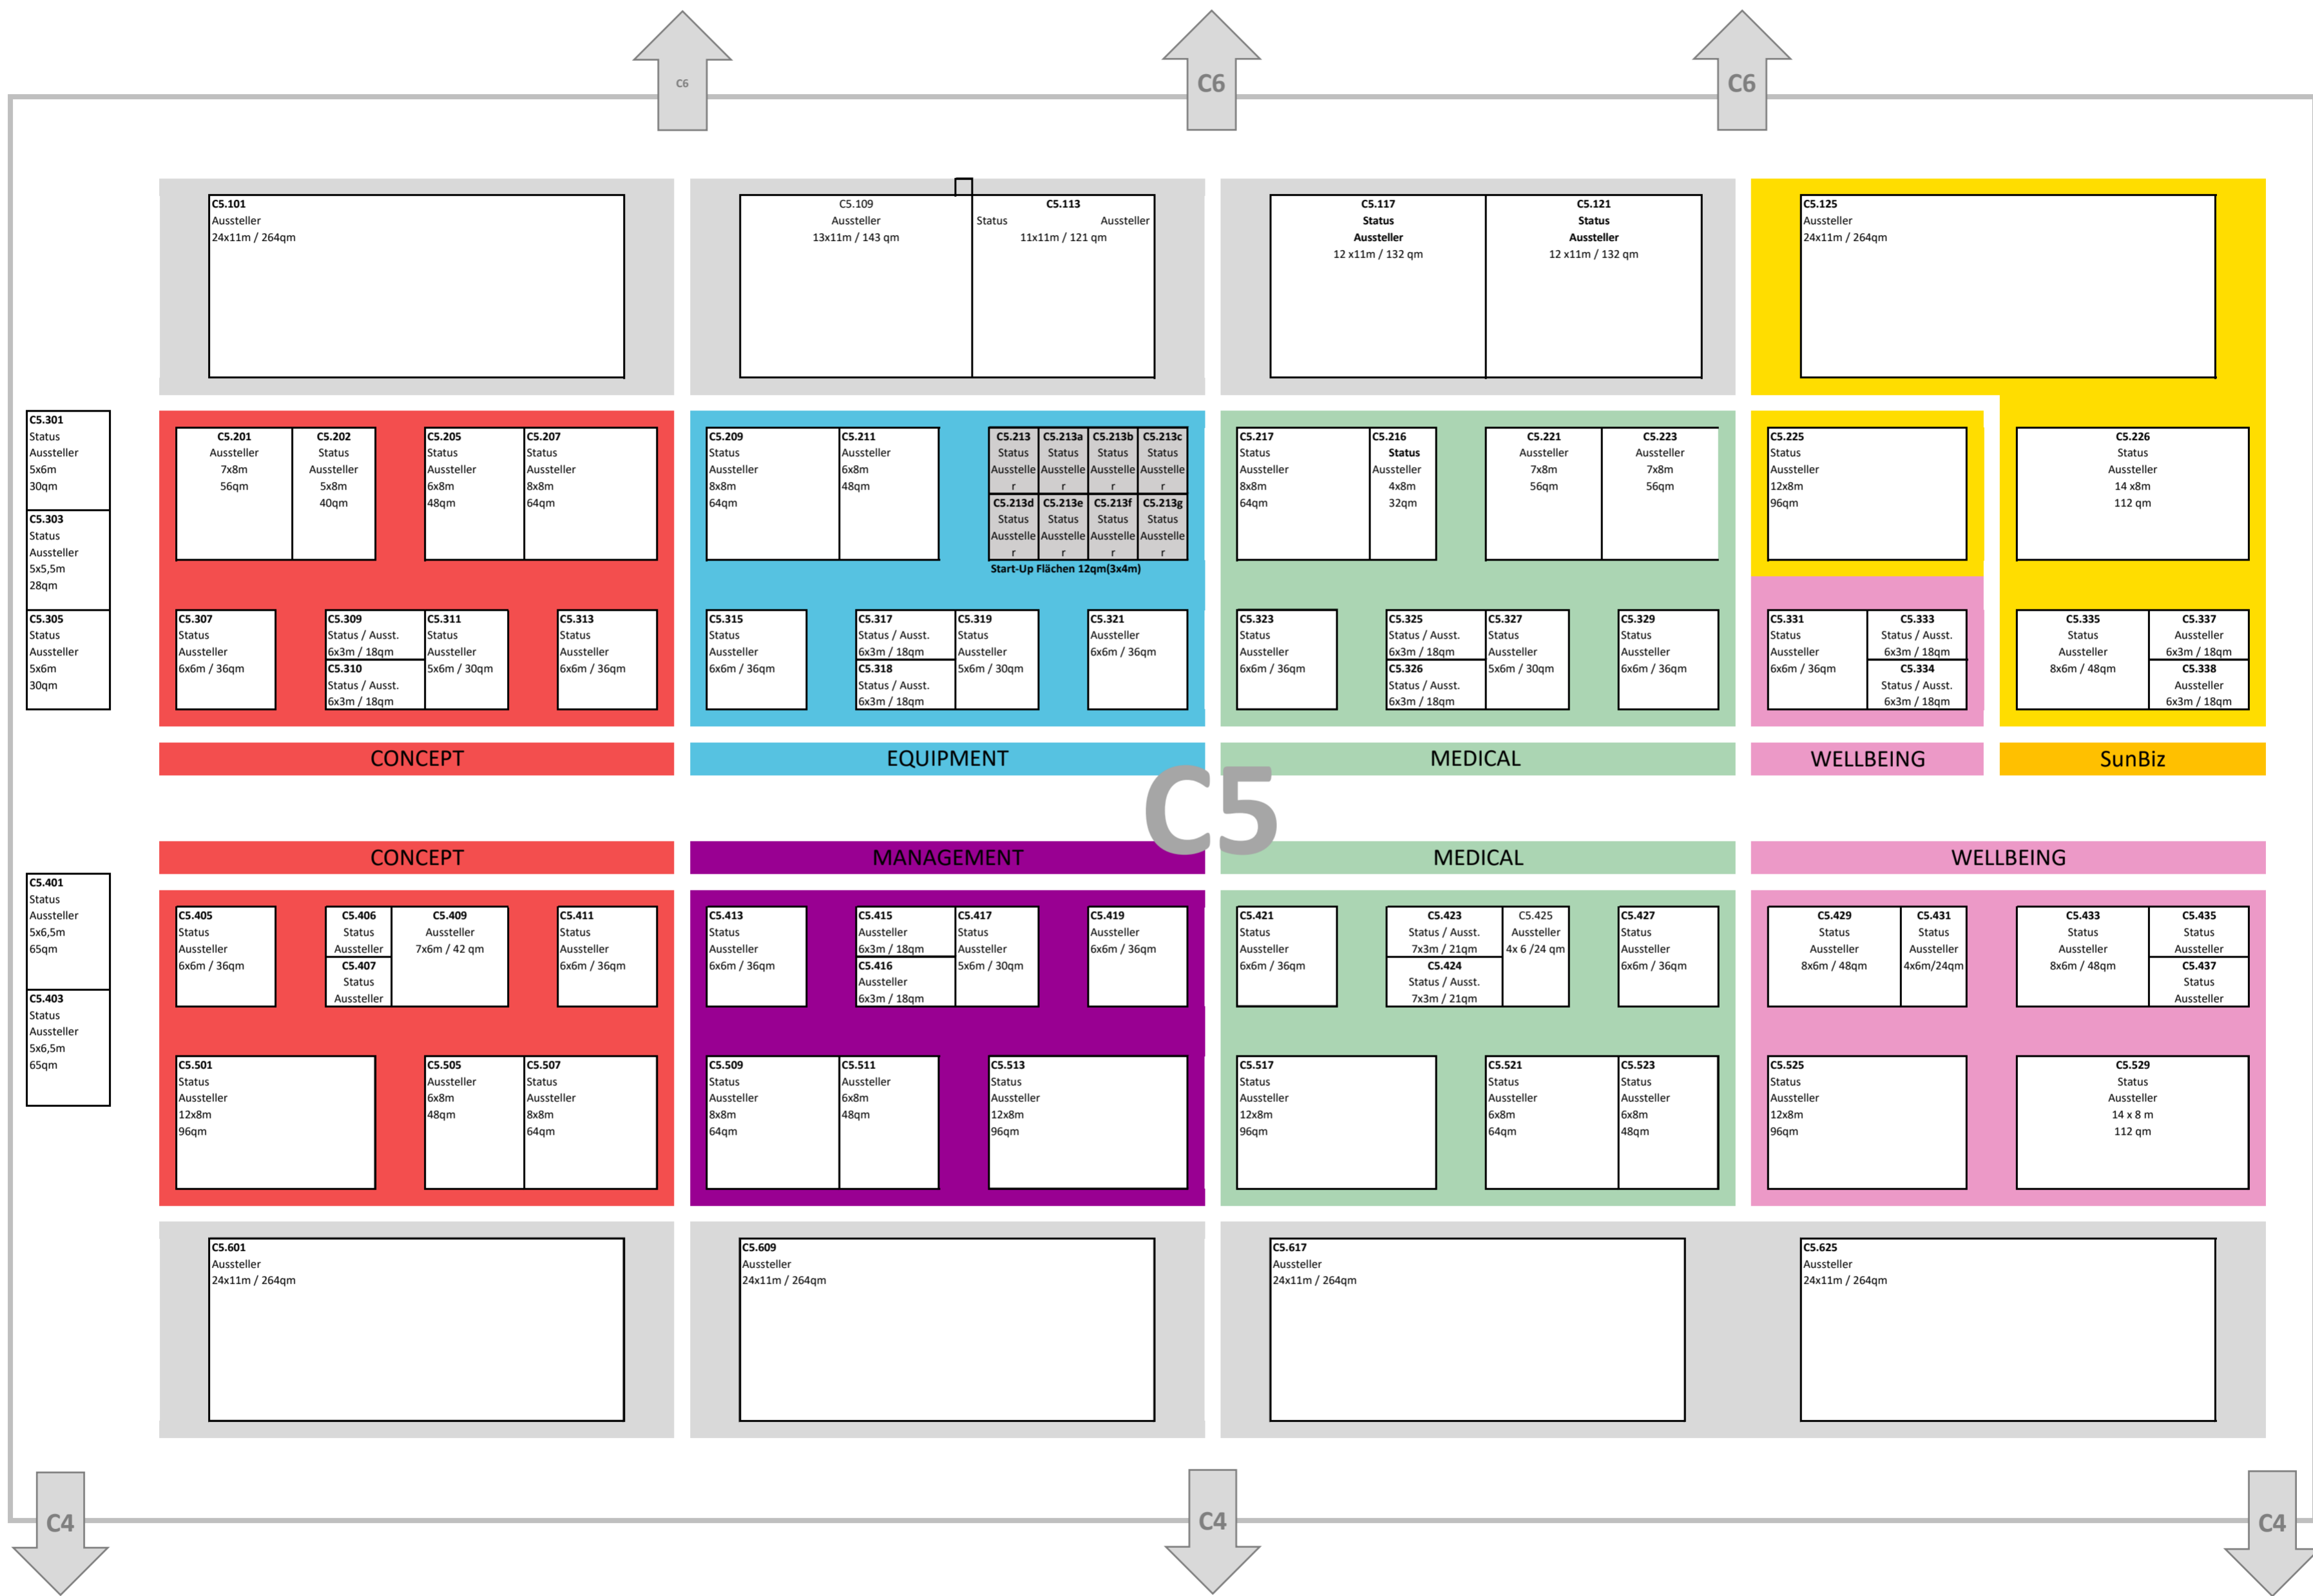 C6
C6
C6
C5.101
Aussteller
24x11m / 264qm
C5.109
Aussteller
13x11m / 143 qm
C5.113
Status Aussteller
11x11m / 121 qm
C5.117
Status
Aussteller
12 x11m / 132 qm
C5.121
Status
Aussteller
12 x11m / 132 qm
C5.125
Aussteller
24x11m / 264qm
C5.301
Status
Aussteller
5x6m
30qm
C5.303
Status
Aussteller
5x5,5m
28qm
C5.305
Status
Aussteller
5x6m
30qm
C5.201
Aussteller
7x8m
56qm
C5.202
Status
Aussteller
5x8m
40qm
C5.205
Status
Aussteller
6x8m
48qm
C5.207
Status
Aussteller
8x8m
64qm
C5.209
Status
Aussteller
8x8m
64qm
C5.211
Aussteller
6x8m
48qm
C5.213
Status
Ausstelle
r
C5.213a
Status
Ausstelle
r
C5.213b
Status
Ausstelle
r
C5.213c
Status
Ausstelle
r
C5.213d
Status
Ausstelle
r
C5.213e
Status
Ausstelle
r
C5.213f
Status
Ausstelle
r
C5.213g
Status
Ausstelle
r
Start-Up Flächen 12qm(3x4m)
C5.217
Status
Aussteller
8x8m
64qm
C5.216
Status
Aussteller
4x8m
32qm
C5.221
Aussteller
7x8m
56qm
C5.223
Aussteller
7x8m
56qm
C5.225
Status
Aussteller
12x8m
96qm
C5.226
Status
Aussteller
14 x8m
112 qm
C5.307
Status
Aussteller
6x6m / 36qm
C5.309
Status / Ausst.
6x3m / 18qm
C5.310
Status / Ausst.
6x3m / 18qm
C5.311
Status
Aussteller
5x6m / 30qm
C5.313
Status
Aussteller
6x6m / 36qm
C5.315
Status
Aussteller
6x6m / 36qm
C5.317
Status / Ausst.
6x3m / 18qm
C5.318
Status / Ausst.
6x3m / 18qm
C5.319
Status
Aussteller
5x6m / 30qm
C5.321
Aussteller
6x6m / 36qm
C5.323
Status
Aussteller
6x6m / 36qm
C5.325
Status / Ausst.
6x3m / 18qm
C5.326
Status / Ausst.
6x3m / 18qm
C5.327
Status
Aussteller
5x6m / 30qm
C5.329
Status
Aussteller
6x6m / 36qm
C5.331
Status
Aussteller
6x6m / 36qm
C5.333
Status / Ausst.
6x3m / 18qm
C5.334
Status / Ausst.
6x3m / 18qm
C5.335
Status
Aussteller
8x6m / 48qm
C5.337
Aussteller
6x3m / 18qm
C5.338
Aussteller
6x3m / 18qm
CONCEPT
EQUIPMENT
MEDICAL
WELLBEING
SunBiz
C5
CONCEPT
MANAGEMENT
MEDICAL
WELLBEING
C5.401
Status
Aussteller
5x6,5m
65qm
C5.403
Status
Aussteller
5x6,5m
65qm
C5.405
Status
Aussteller
6x6m / 36qm
C5.406
Status
Aussteller
C5.407
Status
Aussteller
C5.409
Aussteller
7x6m / 42 qm
C5.411
Status
Aussteller
6x6m / 36qm
C5.413
Status
Aussteller
6x6m / 36qm
C5.415
Aussteller
6x3m / 18qm
C5.416
Aussteller
6x3m / 18qm
C5.417
Status
Aussteller
5x6m / 30qm
C5.419
Aussteller
6x6m / 36qm
C5.421
Status
Aussteller
6x6m / 36qm
C5.423
Status / Ausst.
7x3m / 21qm
C5.424
Status / Ausst.
7x3m / 21qm
C5.425
Aussteller
4x 6 /24 qm
C5.427
Status
Aussteller
6x6m / 36qm
C5.429
Status
Aussteller
8x6m / 48qm
C5.431
Status
Aussteller
4x6m/24qm
C5.433
Status
Aussteller
8x6m / 48qm
C5.435
Status
Aussteller
C5.437
Status
Aussteller
C5.501
Status
Aussteller
12x8m
96qm
C5.505
Aussteller
6x8m
48qm
C5.507
Status
Aussteller
8x8m
64qm
C5.509
Status
Aussteller
8x8m
64qm
C5.511
Aussteller
6x8m
48qm
C5.513
Status
Aussteller
12x8m
96qm
C5.517
Status
Aussteller
12x8m
96qm
C5.521
Status
Aussteller
6x8m
64qm
C5.523
Status
Aussteller
6x8m
48qm
C5.525
Status
Aussteller
12x8m
96qm
C5.529
Status
Aussteller
14 x 8 m
112 qm
C5.601
Aussteller
24x11m / 264qm
C5.609
Aussteller
24x11m / 264qm
C5.617
Aussteller
24x11m / 264qm
C5.625
Aussteller
24x11m / 264qm
C4
C4
C4